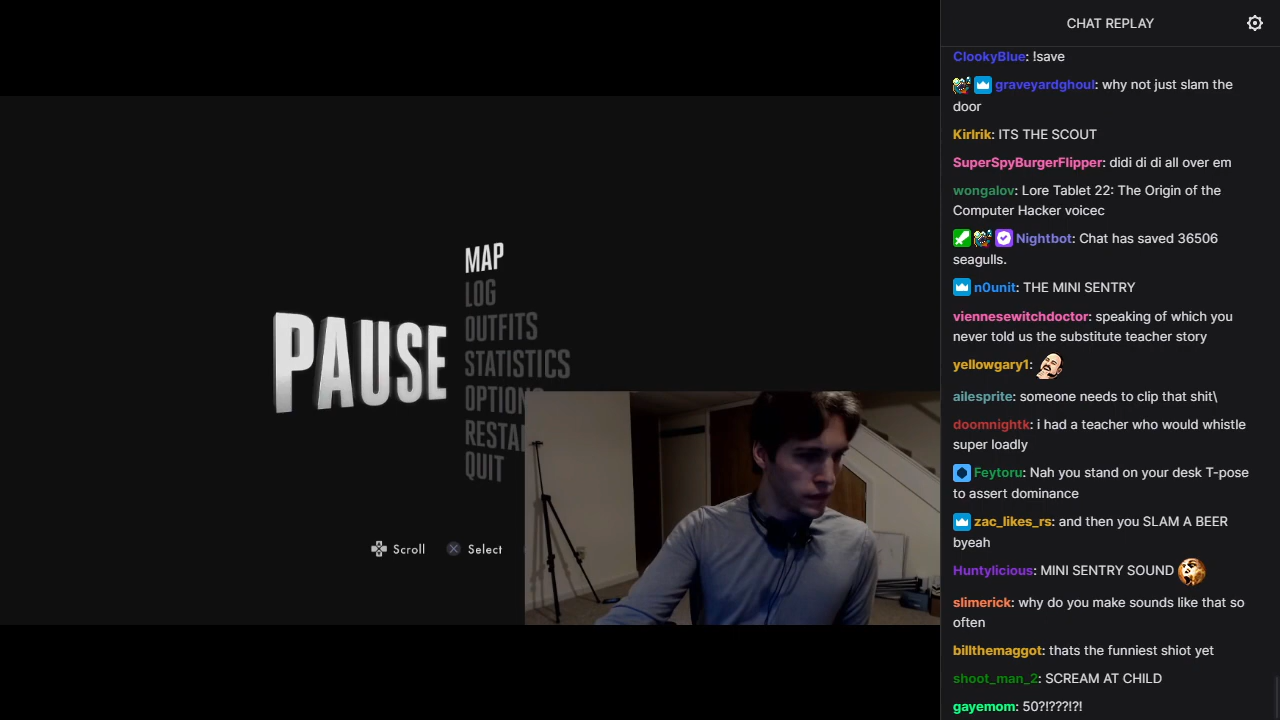 PAUSE
MAP
LOG
OUTFITS
STATISTICS
OPTION
RESTA
QUIT
Scroll
Select
CHAT REPLAY
ClookyBlue: !save
graveyardghoul: why not just slam the
door
Kirlrik: ITS THE SCOUT
SuperSpyBurgerFlipper: didi di di all over em
wongalov: Lore Tablet 22: The Origin of the
Computer Hacker voicec
Nightbot: Chat has saved 36506
seagulls.
n0unit: THE MINI SENTRY
viennesewitchdoctor: speaking of which you
never told us the substitute teacher story
yellowgary1:
ailesprite: someone needs to clip that shit\
doomnightk: i had a teacher who would whistle
super loadly
Feytoru: Nah you stand on your desk T-pose
to assert dominance
zac_likes_rs: and then you SLAM A BEER
byeah
Huntylicious: MINI SENTRY SOUND
slimerick: why do you make sounds like that so
often
billthemaggot: thats the funniest shiot yet
shoot_man_2: SCREAM AT CHILD
gayemom: 50?!???!?!